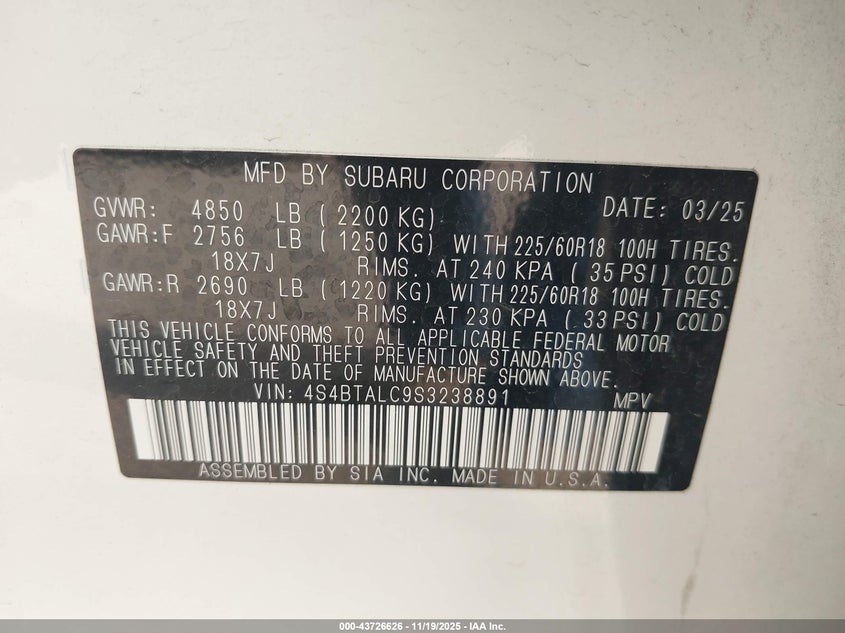 MFD BY SUBARU CORPORATION
GVWR: 4850 LB ( 2200 KG) DATE: 03/25
GAWR:F 2756 LB ( 1250 KG) WITH 225/60R18 100H TIRES.
18X7J RIMS. AT 240 KPA ( 35 PSI) COLD
GAWR:R 2690 LB ( 1220 KG) WITH 225/60R18 100H TIRES.
18X7J RIMS. AT 230 KPA ( 33 PSI) COLD
THIS VEHICLE CONFORMS TO ALL APPLICABLE FEDERAL MOTOR
VEHICLE SAFETY AND THEFT PREVENTION STANDARDS
IN EFFECT ON THE DATE OF MANUFACTURE SHOWN ABOVE.
VIN: 4S4BTALC9S3238891 MPV
ASSEMBLED BY SIA INC. MADE IN U.S.A.
000-43726626 - 11/19/2025 - IAA Inc.